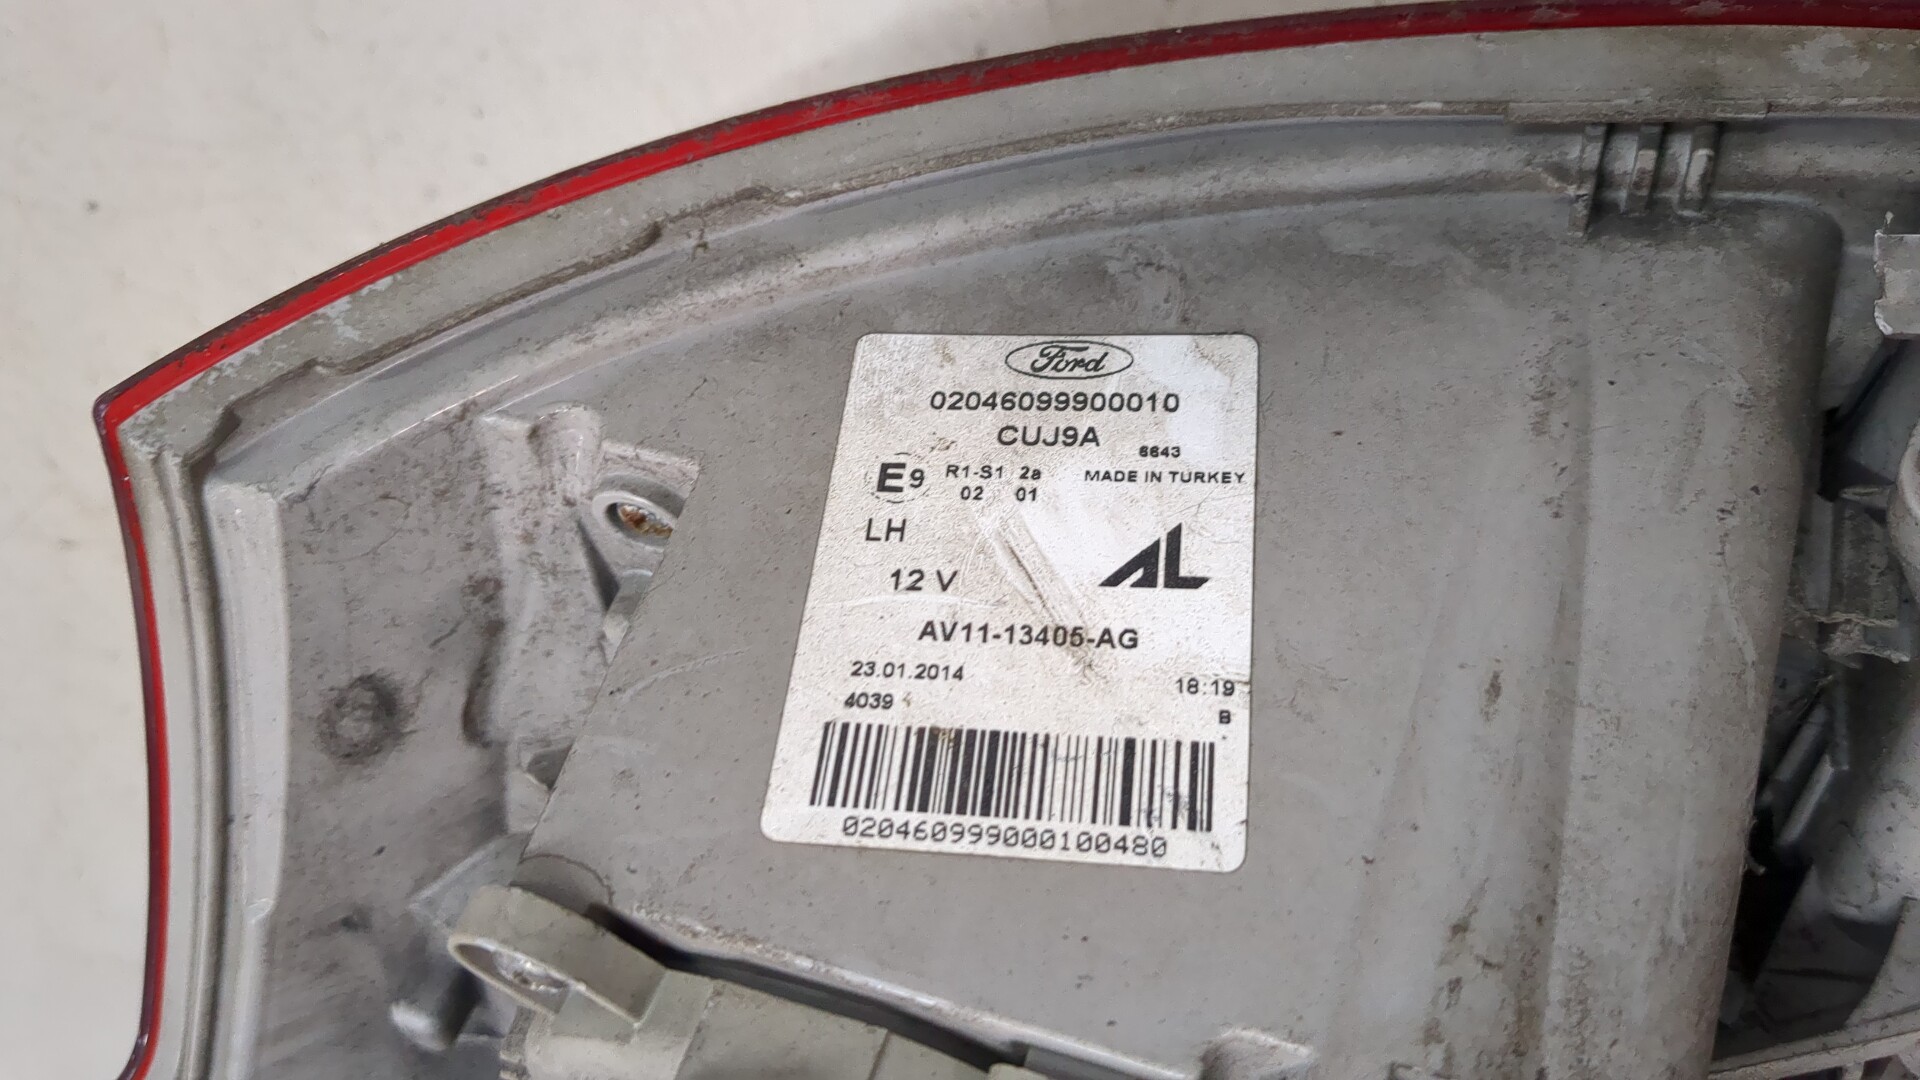 Ford
02046099900010
CUJ9A
6643
E9 R1-S1 2a MADE IN TURKEY
02 01
LH
12 V
AL
AV11-13405-AG
23.01.2014 18:19
4039 B
020460999000100480